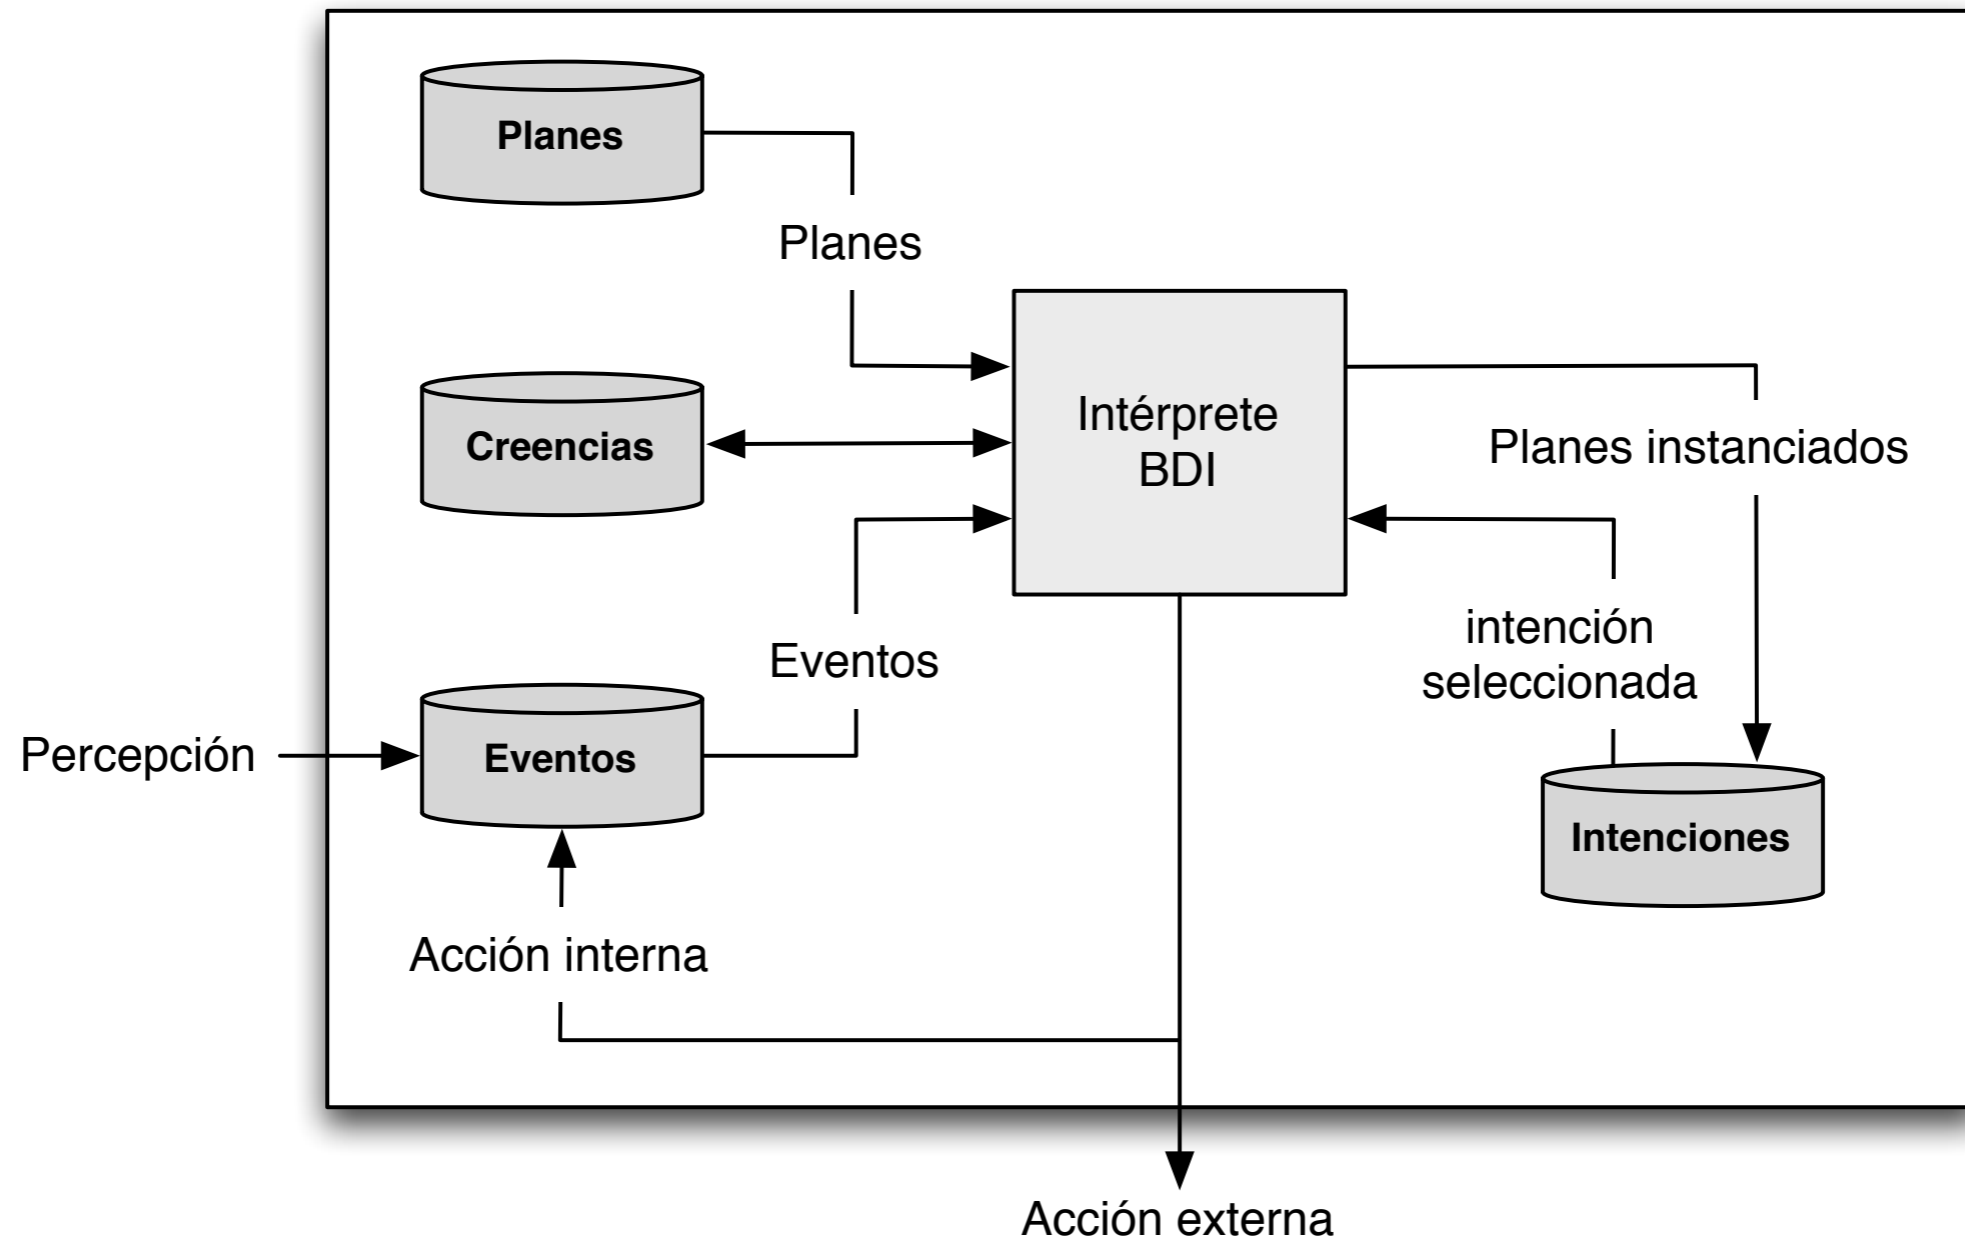 Planes
Planes
Creencias
Intérprete
BDI
Planes instanciados
Eventos
intención
seleccionada
Percepción
Eventos
Intenciones
Acción interna
Acción externa